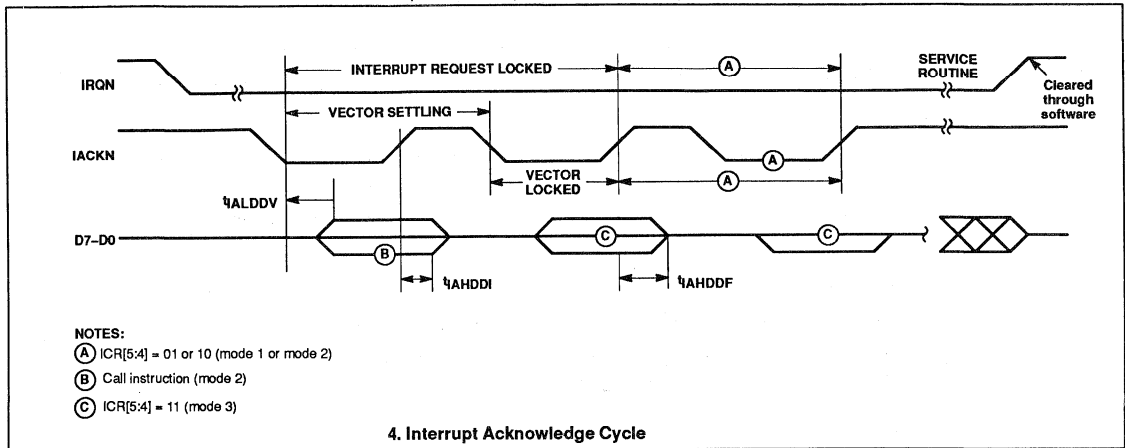 IRQN
INTERRUPT REQUEST LOCKED
A
SERVICE
ROUTINE
Cleared
through
software
VECTOR SETTLING
IACKN
A
VECTOR
LOCKED
A
tIALDDV
D7–D0
B
C
C
tIAHDDI
tIAHDDF
NOTES:
A ICR[5:4] = 01 or 10 (mode 1 or mode 2)
B Call instruction (mode 2)
C ICR[5:4] = 11 (mode 3)
4. Interrupt Acknowledge Cycle